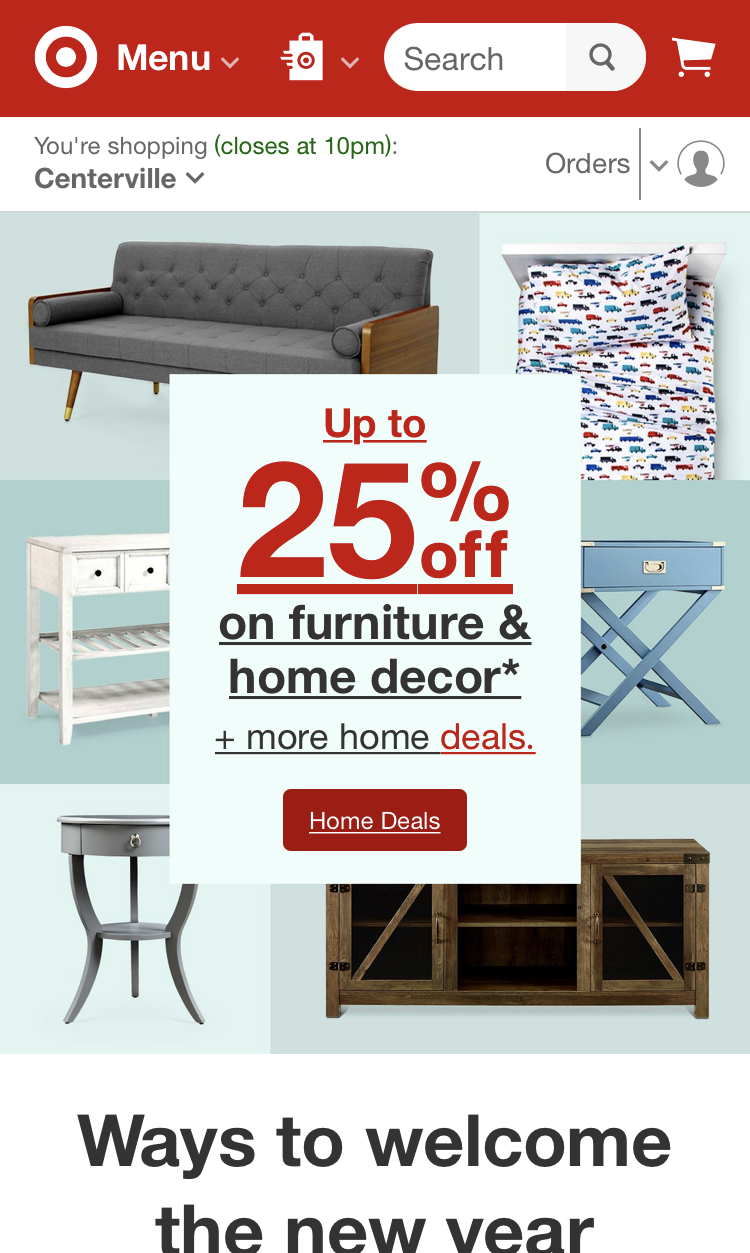 Menu
Search
You're shopping (closes at 10pm):
Centerville
Orders
Up to
25%
off
on furniture &
home decor*
+ more home deals.
Home Deals
Ways to welcome
the new year